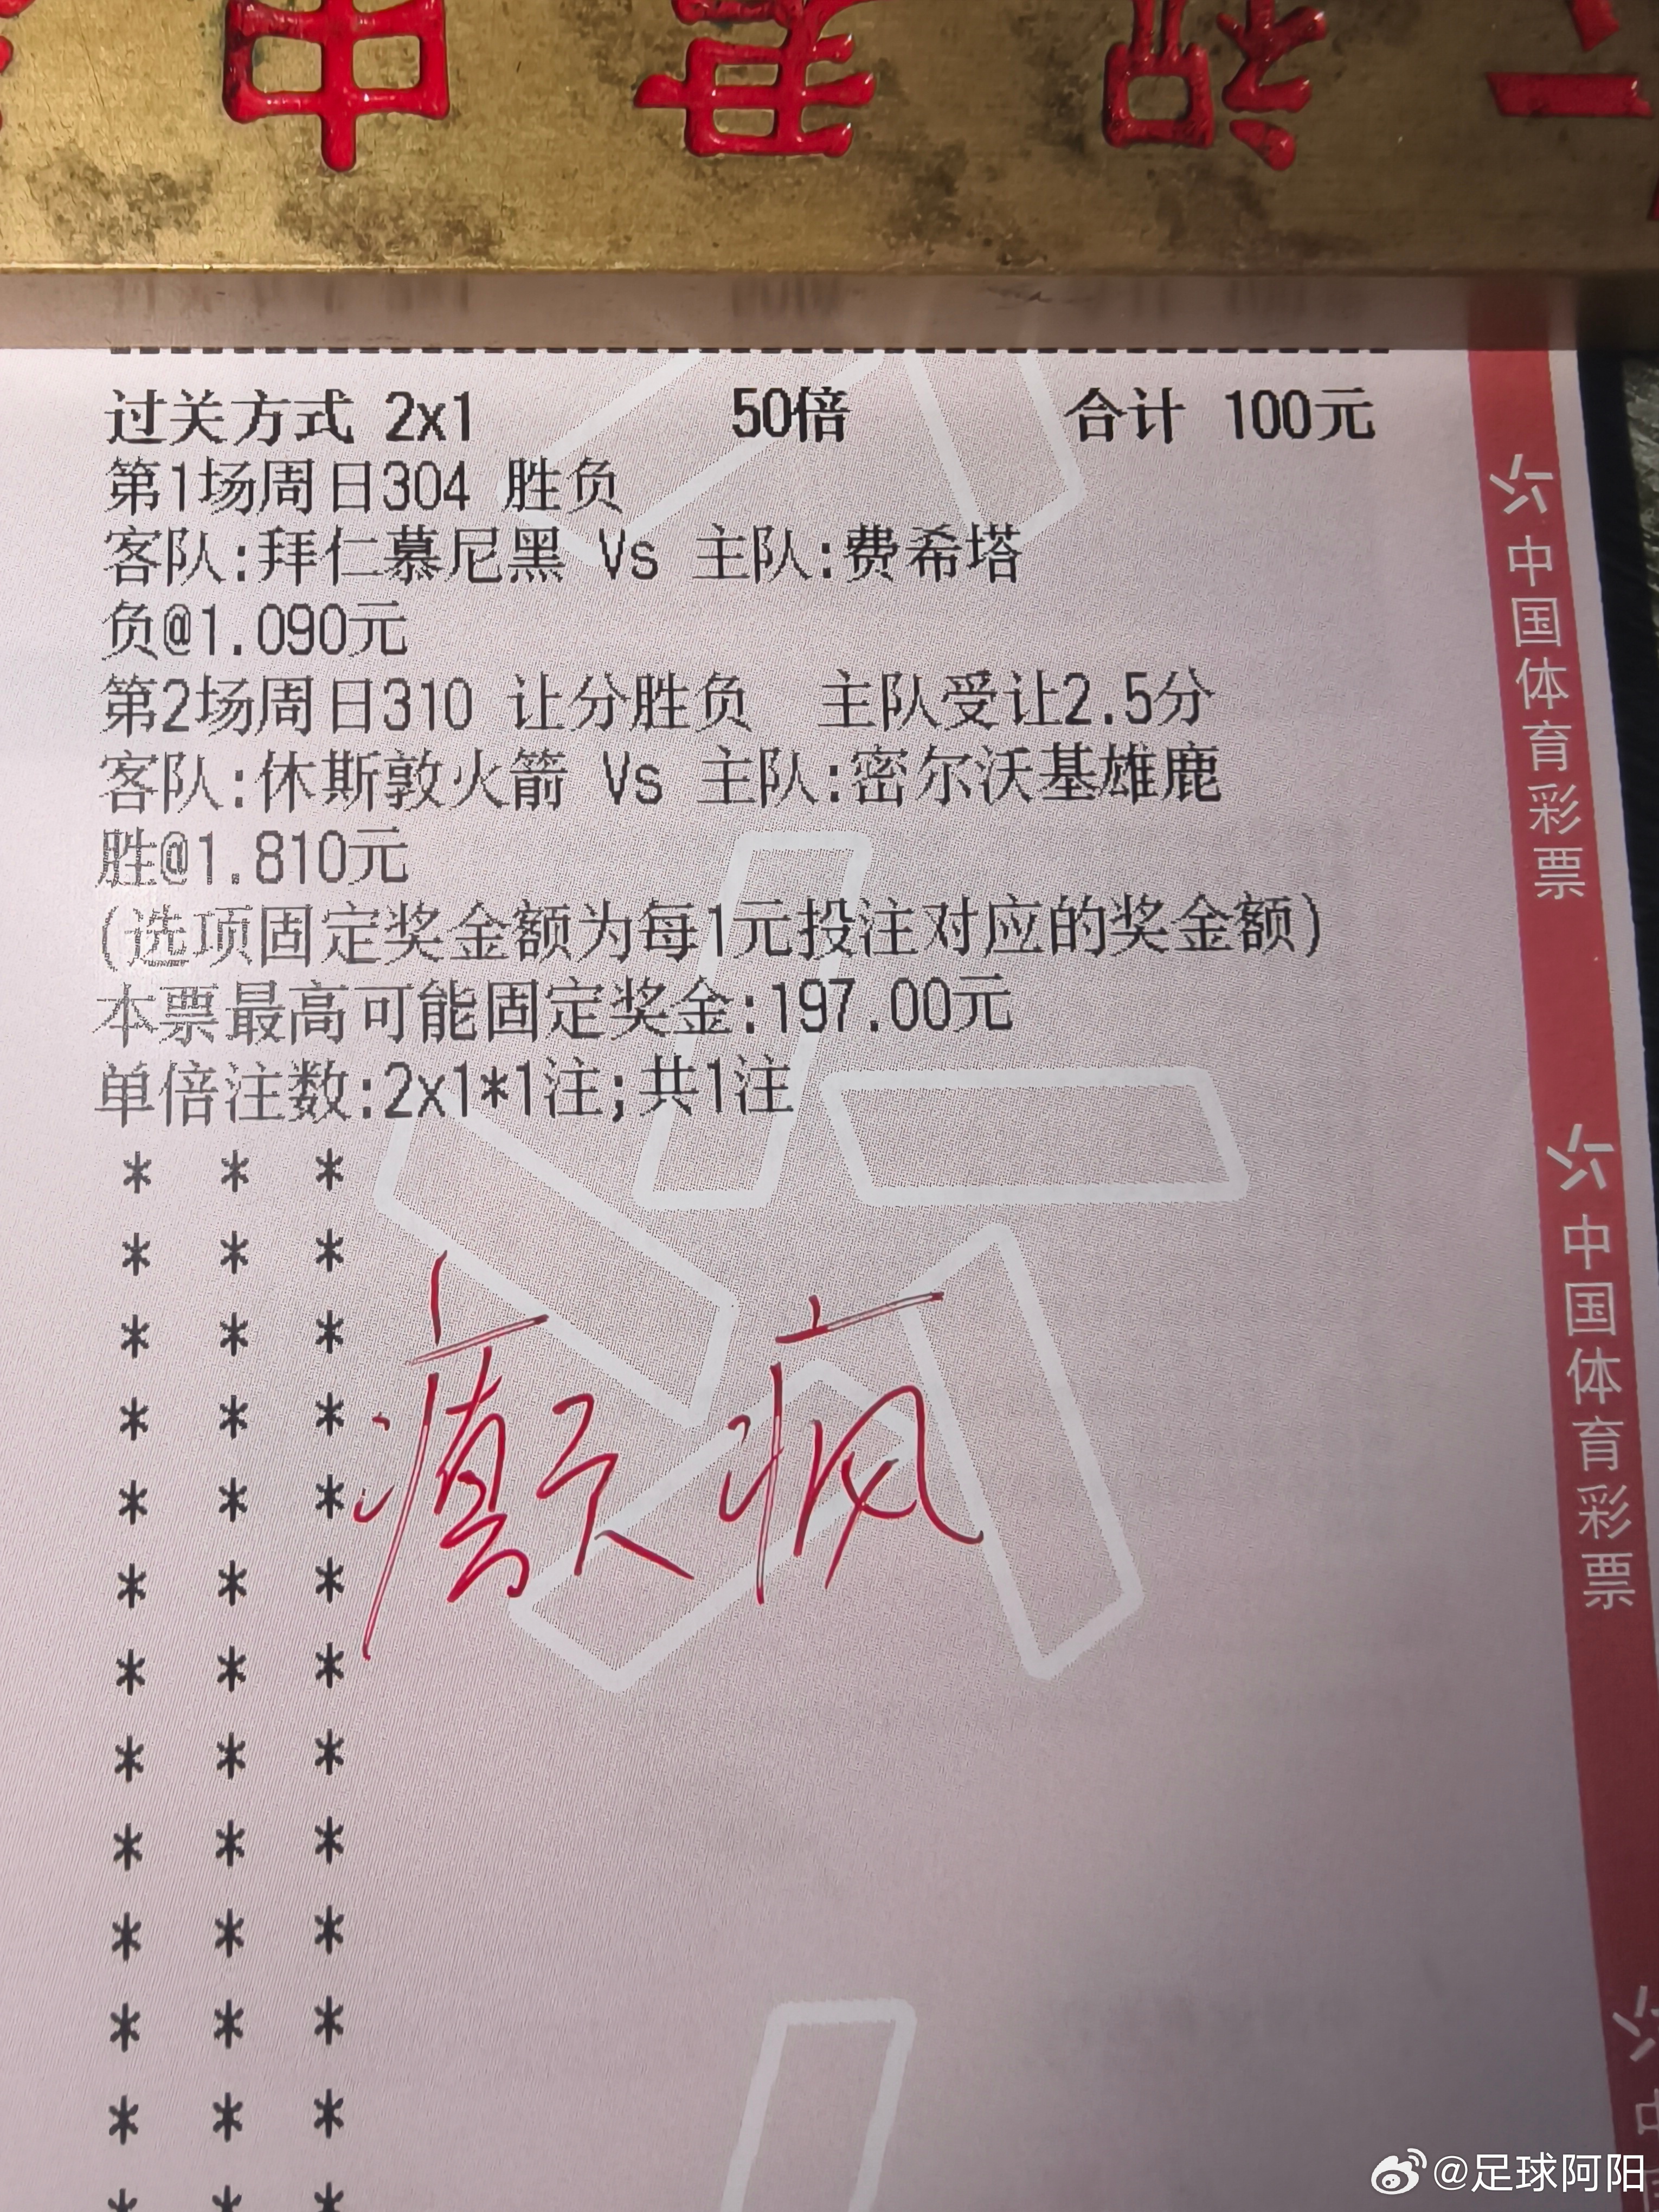 祝君中
过关方式 2x1 50倍 合计 100元
第1场周日304 胜负
客队:拜仁慕尼黑 Vs 主队:费希塔
负@1.090元
第2场周日310 让分胜负 主队受让2.5分
客队:休斯敦火箭 Vs 主队:密尔沃基雄鹿
胜@1.810元
(选项固定奖金额为每1元投注对应的奖金额)
本票最高可能固定奖金:197.00元
单倍注数:2x1*1注;共1注
* * *
* * *
* * *
* * *
* * *
* * *
* * *
* * *
* * *
* * *
* * *
* * *
* * *
癫疯
中国体育彩票
中国体育彩票
中
@足球阿阳